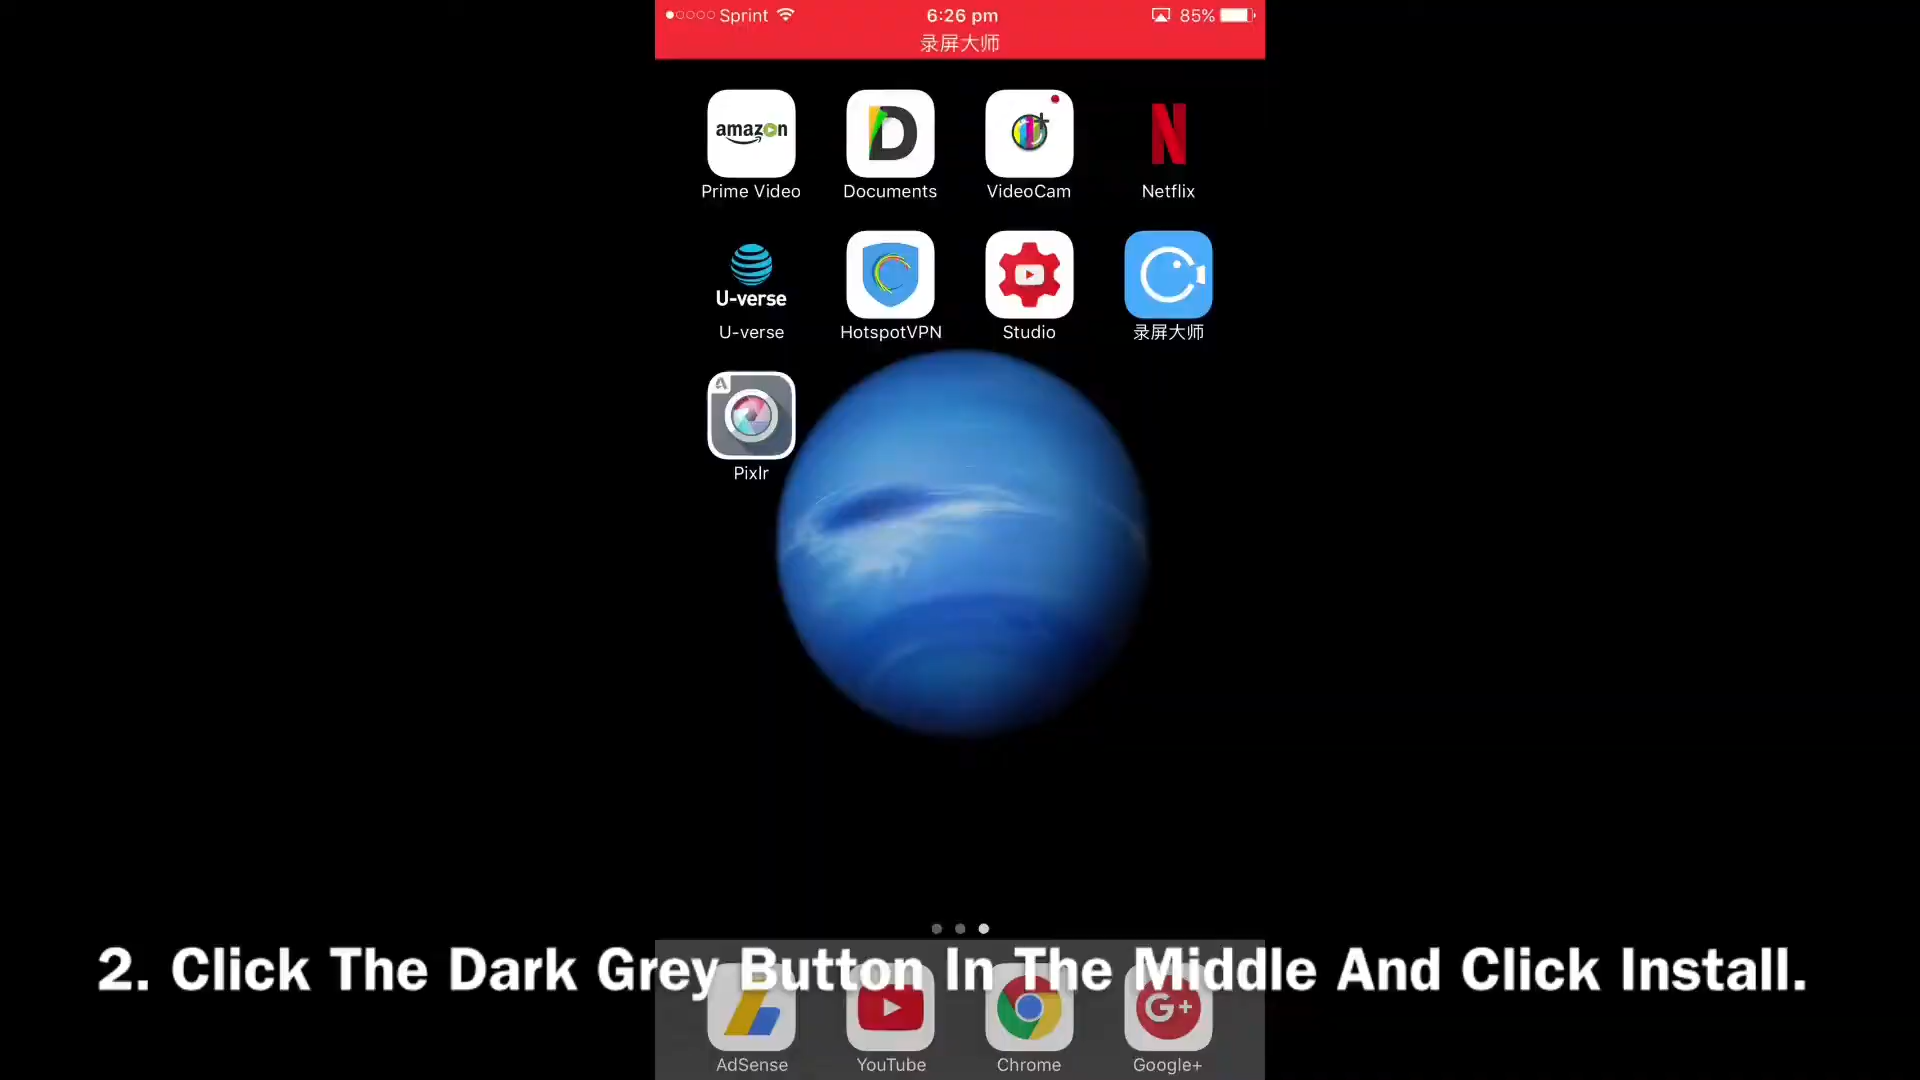 Sprint 6:26 pm 85%
录屏大师
amazon
Prime Video Documents VideoCam Netflix
U-verse
U-verse HotspotVPN Studio 录屏大师
Pixlr
2. Click The Dark Grey Button In The Middle And Click Install.
G+
AdSense YouTube Chrome Google+